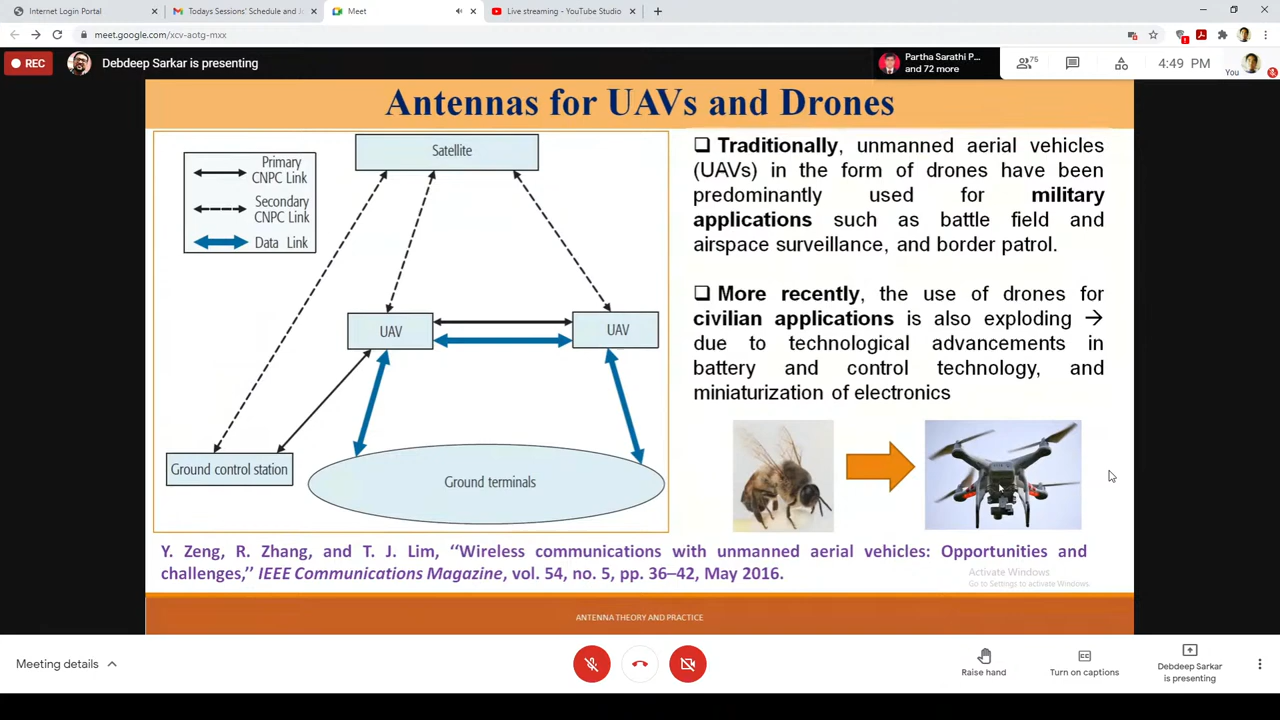 Internet Login Portal
Todays Sessions' Schedule and Jo
Meet
Live streaming - YouTube Studio
meet.google.com/xcv-aotg-mxx
REC
Debdeep Sarkar is presenting
Partha Sarathi P...
and 72 more
75
4:49 PM
You
Antennas for UAVs and Drones
Satellite
Primary
CNPC Link
Secondary
CNPC Link
Data Link
UAV
UAV
Ground control station
Ground terminals
❑ Traditionally, unmanned aerial vehicles
(UAVs) in the form of drones have been
predominantly used for military
applications such as battle field and
airspace surveillance, and border patrol.
❑ More recently, the use of drones for
civilian applications is also exploding →
due to technological advancements in
battery and control technology, and
miniaturization of electronics
Y. Zeng, R. Zhang, and T. J. Lim, ‘‘Wireless communications with unmanned aerial vehicles: Opportunities and
challenges,’’ IEEE Communications Magazine, vol. 54, no. 5, pp. 36–42, May 2016.
Activate Windows
Go to Settings to activate Windows.
ANTENNA THEORY AND PRACTICE
Meeting details
Raise hand
CC
Turn on captions
Debdeep Sarkar
is presenting